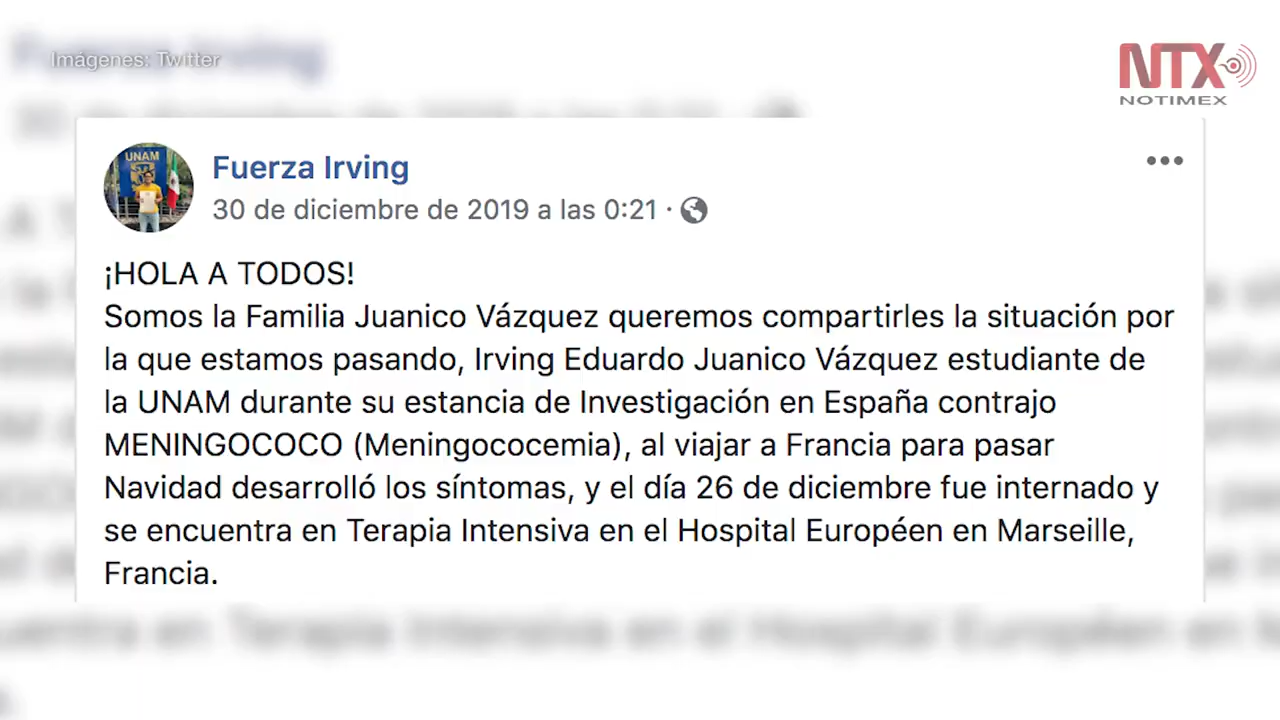 Imágenes: Twitter
NTX
NOTIMEX
UNAM
Fuerza Irving
30 de diciembre de 2019 a las 0:21 ·
¡HOLA A TODOS!
Somos la Familia Juanico Vázquez queremos compartirles la situación por
la que estamos pasando, Irving Eduardo Juanico Vázquez estudiante de
la UNAM durante su estancia de Investigación en España contrajo
MENINGOCOCO (Meningococemia), al viajar a Francia para pasar
Navidad desarrolló los síntomas, y el día 26 de diciembre fue internado y
se encuentra en Terapia Intensiva en el Hospital Européen en Marseille,
Francia.